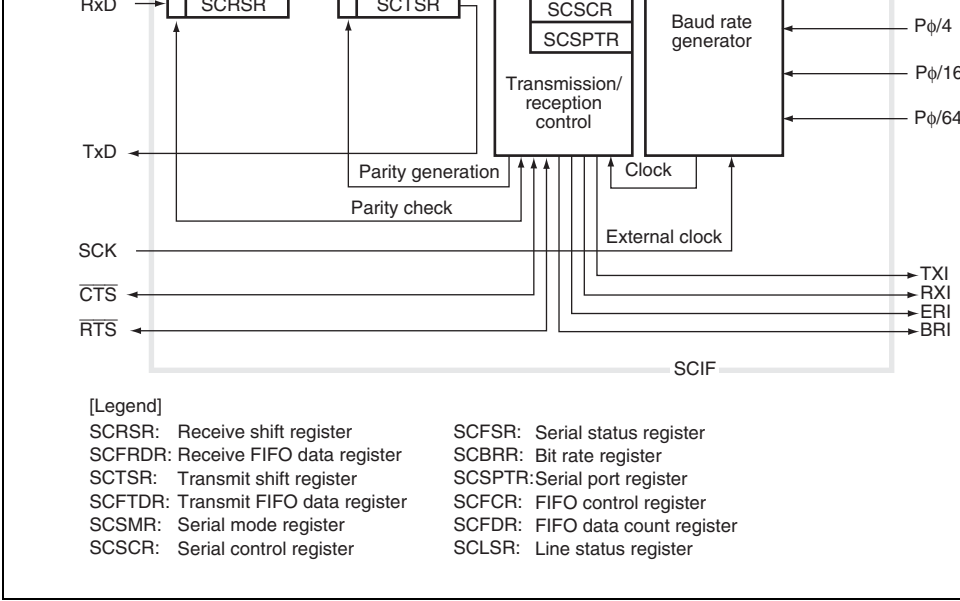 RxD
SCRSR
SCTSR
SCSCR
SCSPTR
Baud rate
generator
Pϕ/4
Pϕ/16
Pϕ/64
Transmission/
reception
control
TxD
Parity generation
Clock
Parity check
SCK
External clock
CTS
RTS
TXI
RXI
ERI
BRI
SCIF
[Legend]
SCRSR: Receive shift register
SCFRDR: Receive FIFO data register
SCTSR: Transmit shift register
SCFTDR: Transmit FIFO data register
SCSMR: Serial mode register
SCSCR: Serial control register
SCFSR: Serial status register
SCBRR: Bit rate register
SCSPTR:Serial port register
SCFCR: FIFO control register
SCFDR: FIFO data count register
SCLSR: Line status register